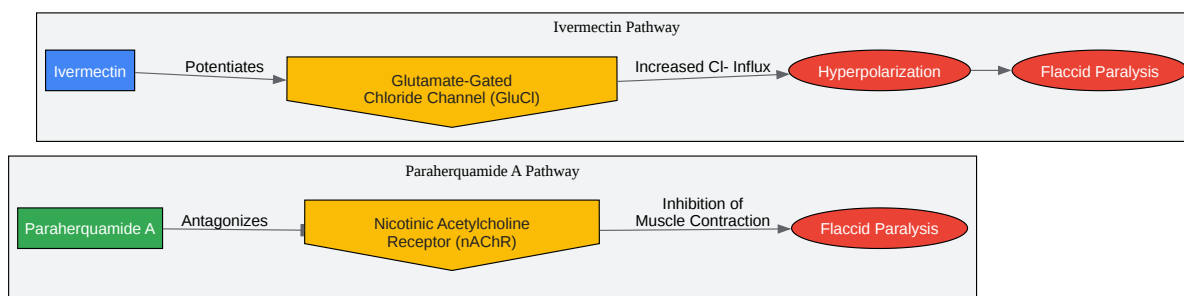 Ivermectin Pathway
Ivermectin
Potentiates
Glutamate-Gated
Chloride Channel (GluCl)
Increased Cl- Influx
Hyperpolarization
Flaccid Paralysis
Paraherquamide A Pathway
Paraherquamide A
Antagonizes
Nicotinic Acetylcholine
Receptor (nAChR)
Inhibition of
Muscle Contraction
Flaccid Paralysis